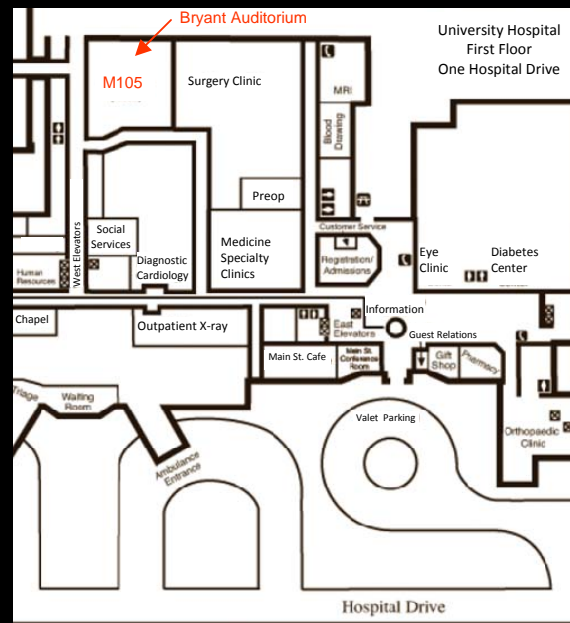 Bryant Auditorium
University Hospital
First Floor
One Hospital Drive
M105
Surgery Clinic
MRI
Blood
Drawing
Preop
Customer Service
Social
Services
West Elevators
Diagnostic
Cardiology
Medicine
Specialty
Clinics
Registration/
Admissions
Eye
Clinic
Diabetes
Center
Human
Resources
Information
Chapel
Outpatient X-ray
East
Elevators
Guest Relations
Main St. Cafe
Main St.
Conference
Room
Gift
Shop
Pharmacy
Triage
Waiting
Room
Valet Parking
Orthopaedic
Clinic
Ambulance
Entrance
Hospital Drive